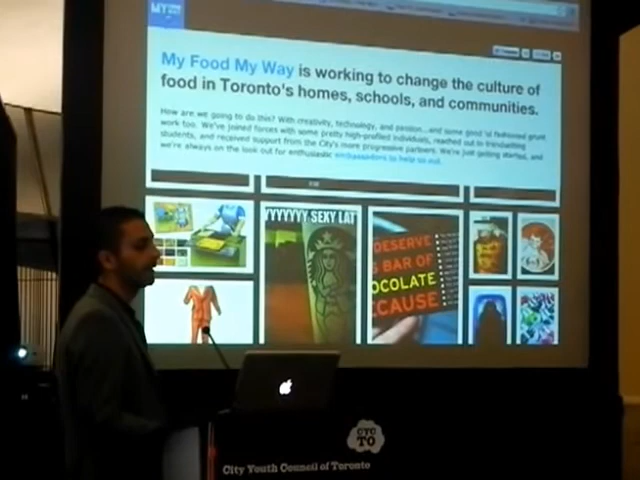 MY
My Food My Way is working to change the culture of
food in Toronto's homes, schools, and communities.
How are we going to do this? With creativity, technology, and passion...and some good 'ol fashioned grunt
work too. We've joined forces with some pretty high-profiled individuals, reached out to trendsetting
students, and received support from the City's more progressive partners. We're just getting started, and
we're always on the look out for enthusiastic ambassadors to help us out.
YYYYYYY SEXY LAT
DESERVE
S BAR OF
OCOLATE
ECAUSE
CYC
TO
City Youth Council of Toronto